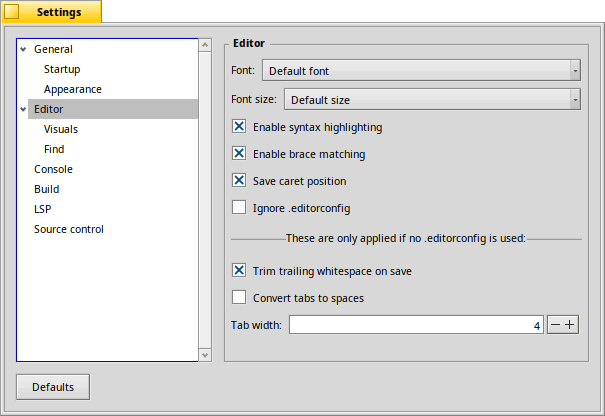 Settings
General
Startup
Appearance
Editor
Visuals
Find
Console
Build
LSP
Source control
Editor
Font: Default font
Font size: Default size
Enable syntax highlighting
Enable brace matching
Save caret position
Ignore .editorconfig
These are only applied if no .editorconfig is used:
Trim trailing whitespace on save
Convert tabs to spaces
Tab width: 4
Defaults